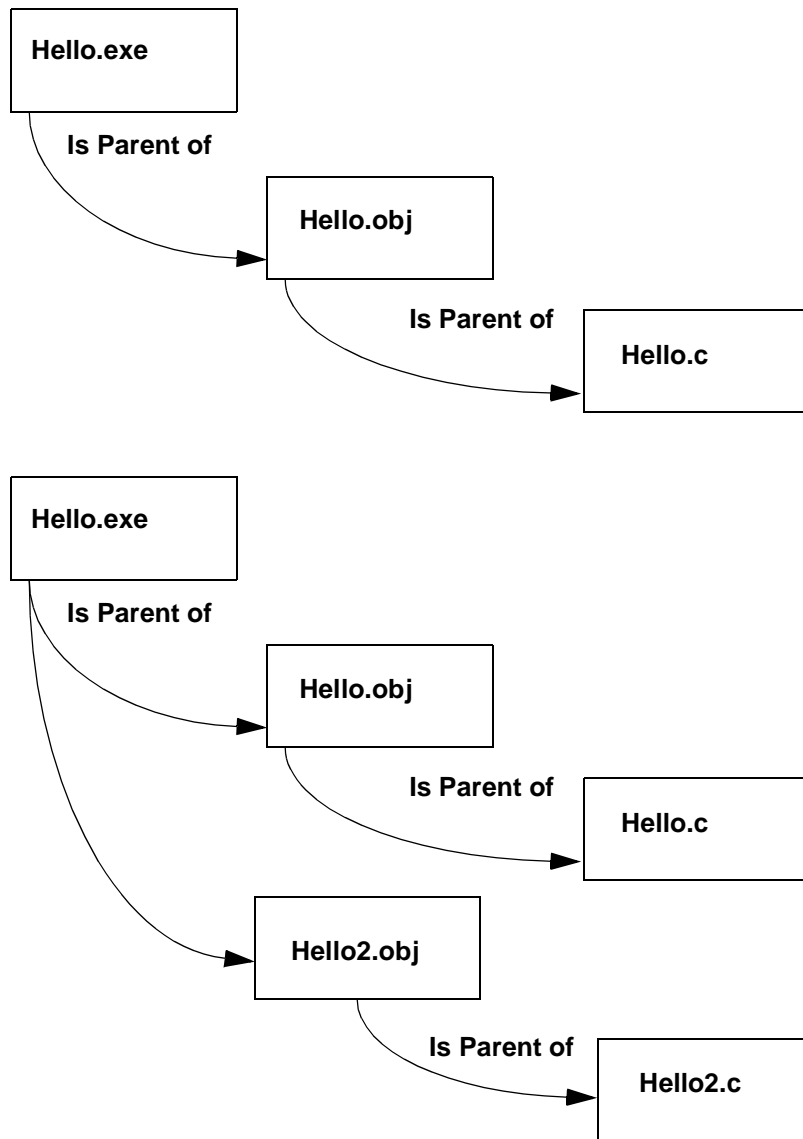 Hello.exe
Is Parent of
Hello.obj
Is Parent of
Hello.c
Hello.exe
Is Parent of
Hello.obj
Is Parent of
Hello.c
Hello2.obj
Is Parent of
Hello2.c